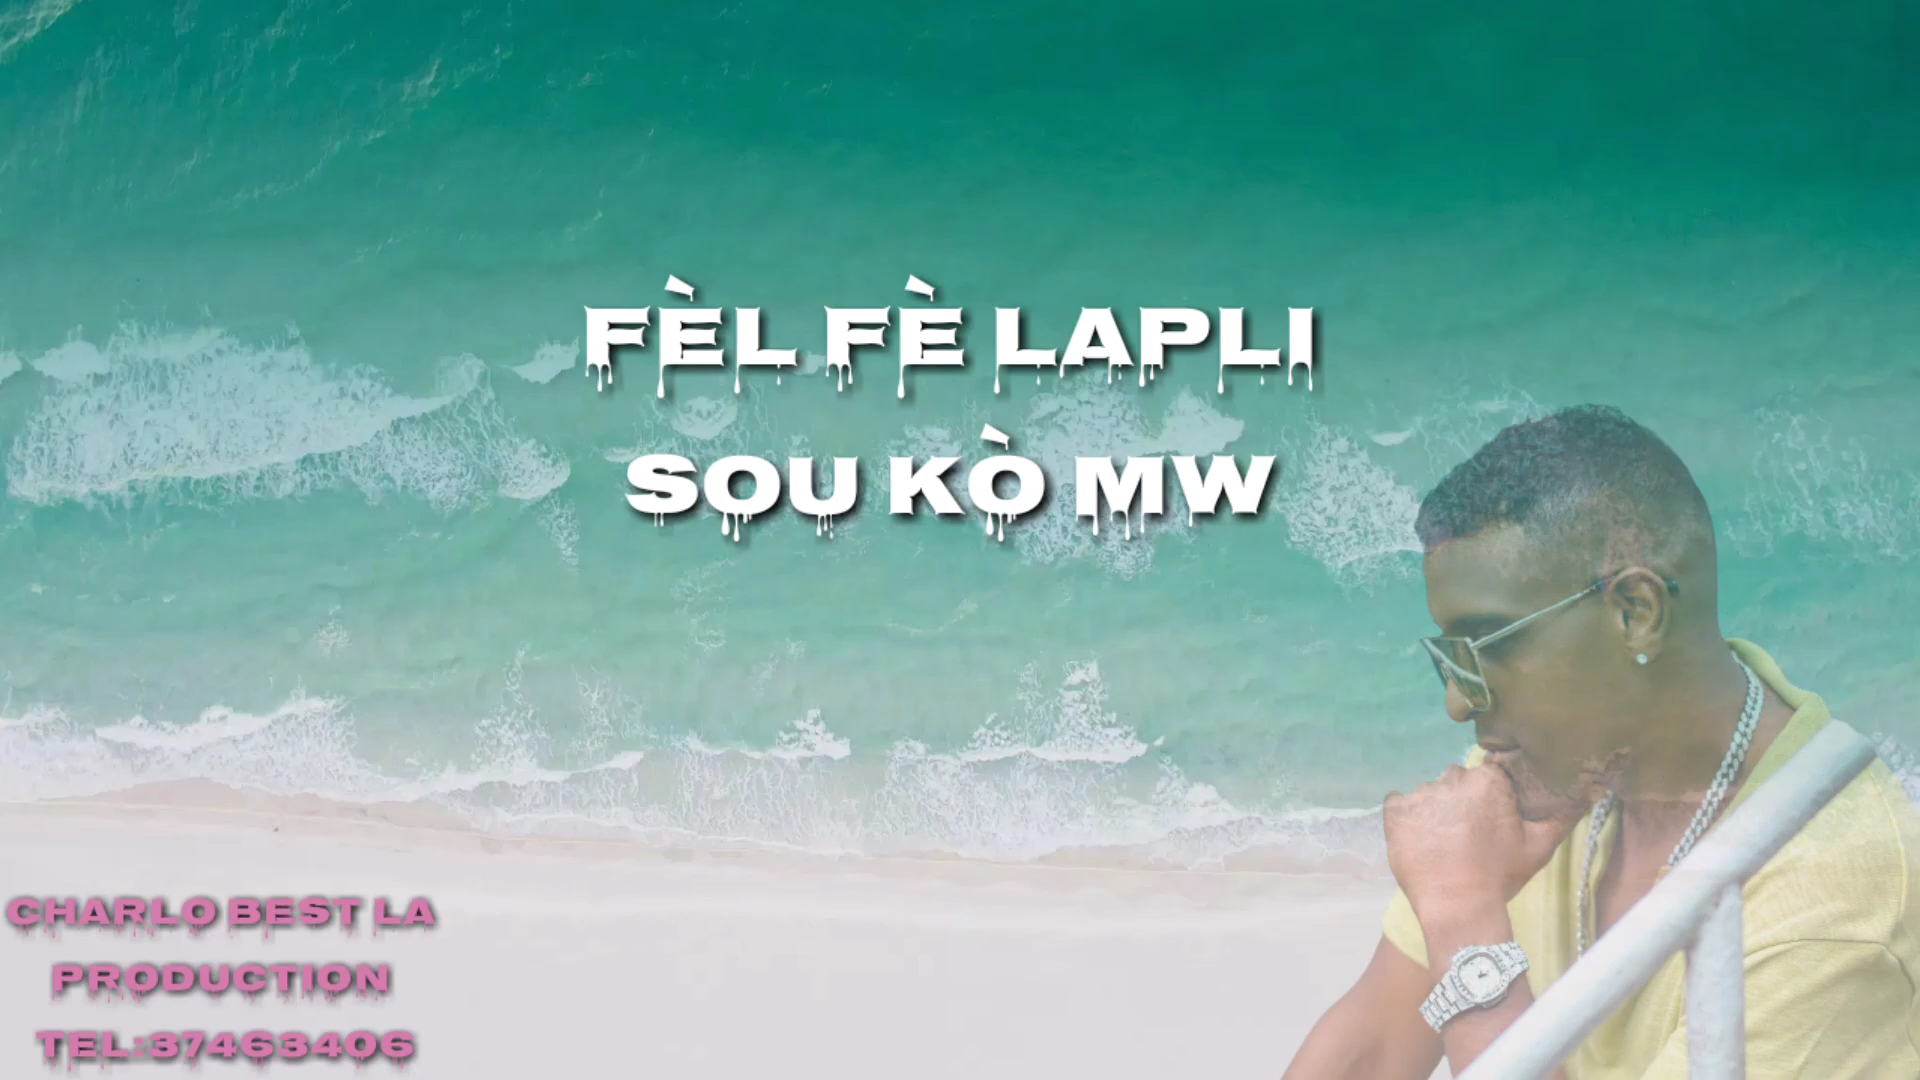 FÈL FÈ LAPLI
SOU KÒ MW
CHARLO BEST LA
PRODUCTION
TEL:37463406